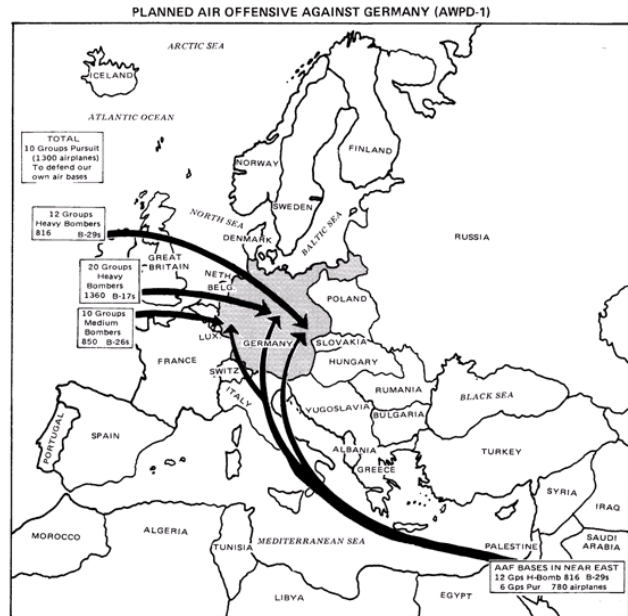 PLANNED AIR OFFENSIVE AGAINST GERMANY (AWPD-1)
ARCTIC SEA
ICELAND
ATLANTIC OCEAN
TOTAL
10 Groups Pursuit
(1300 airplanes)
To defend our
own air bases
NORWAY
FINLAND
SWEDEN
12 Groups
Heavy Bombers
816 B-29s
NORTH SEA
BALTIC SEA
DENMARK
RUSSIA
GREAT
BRITAIN
20 Groups
Heavy
Bombers
1360 B-17s
NETH.
BELG.
POLAND
10 Groups
Medium
Bombers
850 B-26s
LUX.
GERMANY
SLOVAKIA
FRANCE
HUNGARY
SWITZ
RUMANIA
ITALY
YUGOSLAVIA
BLACK SEA
BULGARIA
PORTUGAL
SPAIN
ALBANIA
GREECE
TURKEY
SYRIA
IRAQ
MOROCCO
ALGERIA
TUNISIA
MEDITERRANEAN SEA
PALESTINE
SAUDI
ARABIA
AAF BASES IN NEAR EAST
12 Gps H-Bomb 816 B-29s
6 Gps Pur 780 airplanes
LIBYA
EGYPT